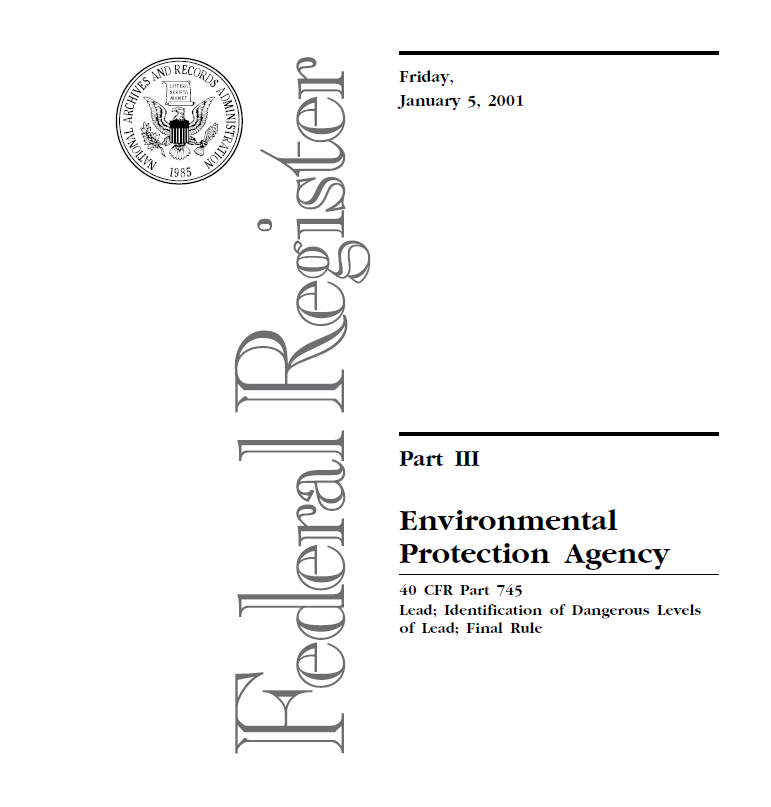 NATIONAL ARCHIVES AND RECORDS ADMINISTRATION
LITTERA
SCRIPTA
MANET
1985
Federal Register
Friday,
January 5, 2001
Part III
Environmental
Protection Agency
40 CFR Part 745
Lead; Identification of Dangerous Levels
of Lead; Final Rule